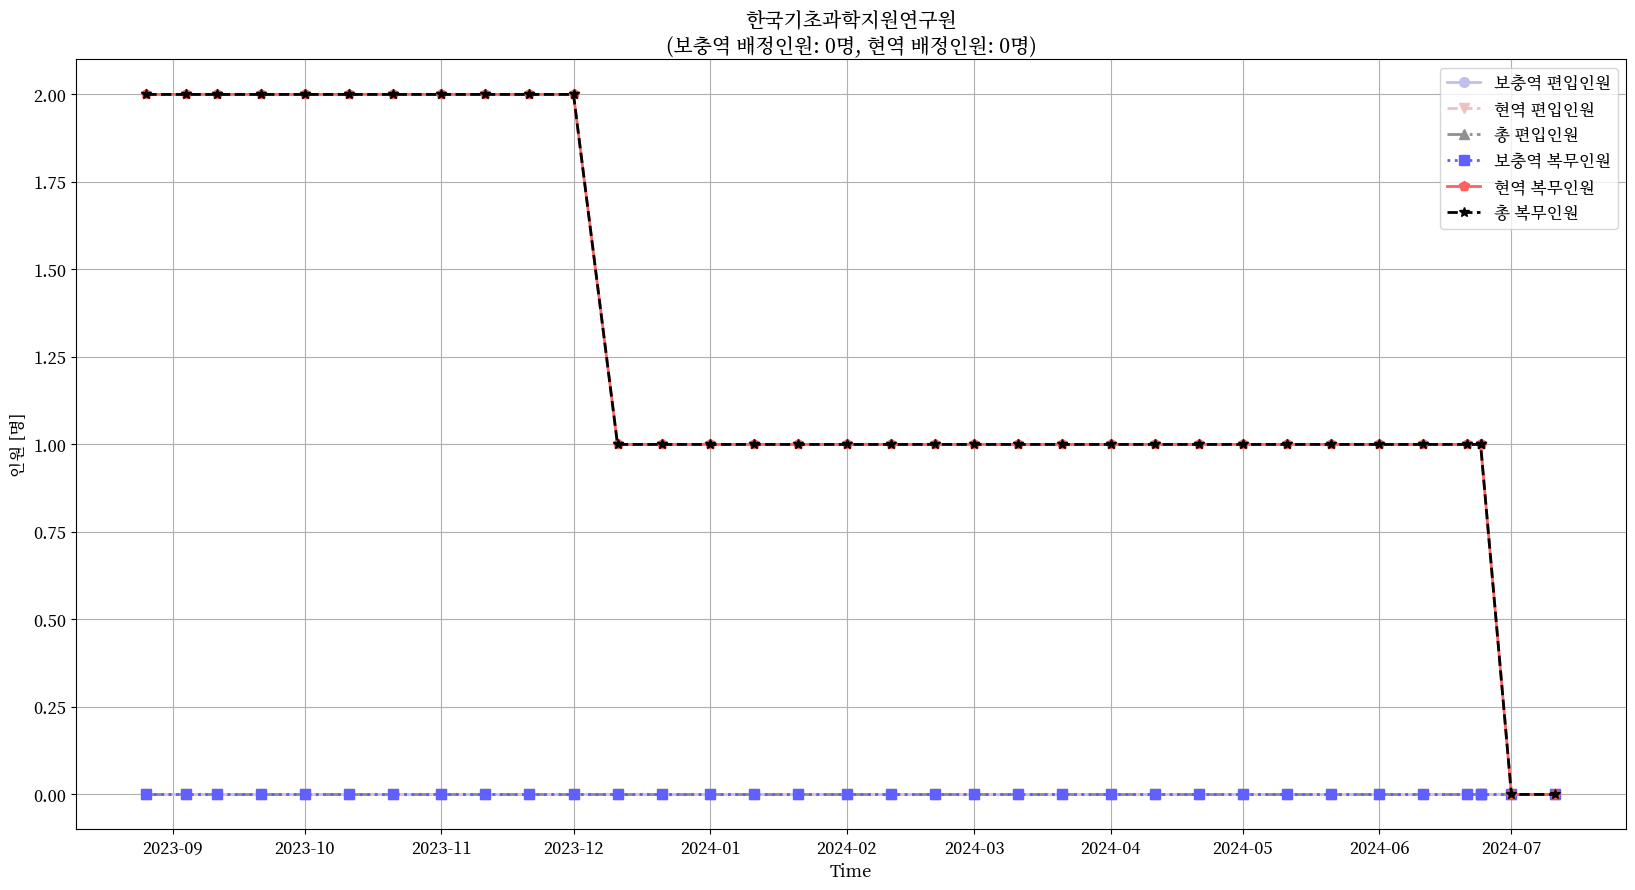 한국기초과학지원연구원
(보충역 배정인원: 0명, 현역 배정인원: 0명)
보충역 편입인원
현역 편입인원
총 편입인원
보충역 복무인원
현역 복무인원
총 복무인원
2.00
1.75
1.50
1.25
1.00
0.75
0.50
0.25
0.00
인원 [명]
2023-09 2023-10 2023-11 2023-12 2024-01 2024-02 2024-03 2024-04 2024-05 2024-06 2024-07
Time